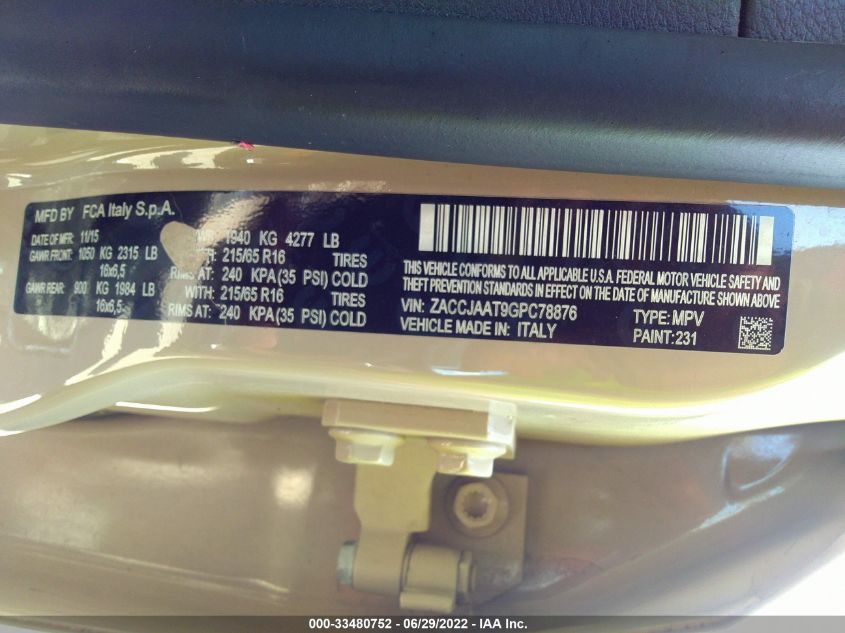 MFD BY FCA Italy S.p.A.
DATE OF MFR: 11/15 1940 KG 4277 LB
GAWR FRONT: 1050 KG 2315 LB WITH: 215/65 R16 TIRES
16x6,5 RIMS AT: 240 KPA(35 PSI) COLD
GAWR REAR: 900 KG 1984 LB WITH: 215/65 R16 TIRES
16x6,5 RIMS AT: 240 KPA(35 PSI) COLD
THIS VEHICLE CONFORMS TO ALL APPLICABLE U.S.A. FEDERAL MOTOR VEHICLE SAFETY AND
THEFT PREVENTION STANDARDS IN EFFECT ON THE DATE OF MANUFACTURE SHOWN ABOVE.
VIN: ZACCJAAT9GPC78876 TYPE: MPV
VEHICLE MADE IN: ITALY PAINT: 231
000-33480752 - 06/29/2022 - IAA Inc.